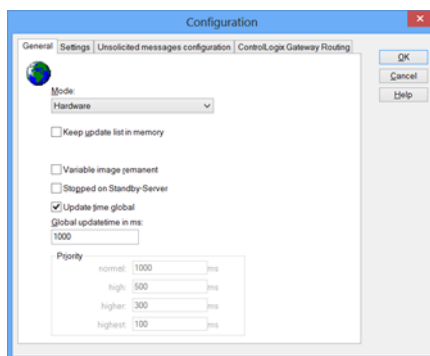 Configuration
General Settings Unsolicited messages configuration ControlLogix Gateway Routing
OK
Cancel
Help
Mode:
Hardware
Keep update list in memory
Variable image remanent
Stopped on Standby-Server
Update time global
Global updatetime in ms:
1000
Priority
normal: 1000 ms
high: 500 ms
higher: 300 ms
highest: 100 ms